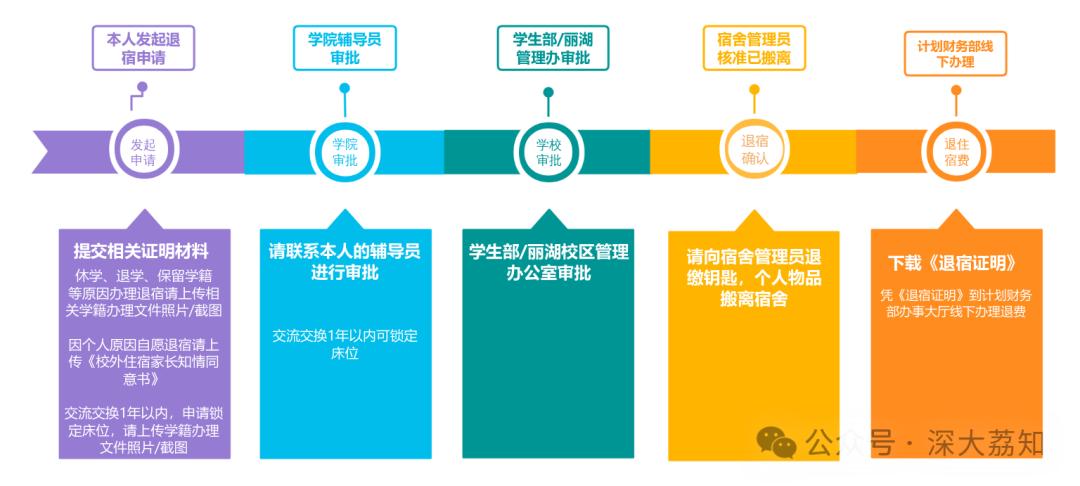 本人发起退
宿申请
学院辅导员
审批
学生部/丽湖
管理办审批
宿舍管理员
核准已搬离
计划财务部线
下办理
发起
申请
学院
审批
学校
审批
退宿
确认
退住
宿费
提交相关证明材料
休学、退学、保留学籍
等原因办理退宿请上传相
关学籍办理文件照片/截图
因个人原因自愿退宿请上
传《校外住宿家长知情同
意书》
交流交换1年以内，申请锁
定床位，请上传学籍办理
文件照片/截图
请联系本人的辅导员
进行审批
交流交换1年以内可锁定
床位
学生部/丽湖校区管理
办公室审批
请向宿舍管理员退
缴钥匙，个人物品
搬离宿舍
下载《退宿证明》
凭《退宿证明》到计划财务
部办事大厅线下办理退费
公众号·深大荔知